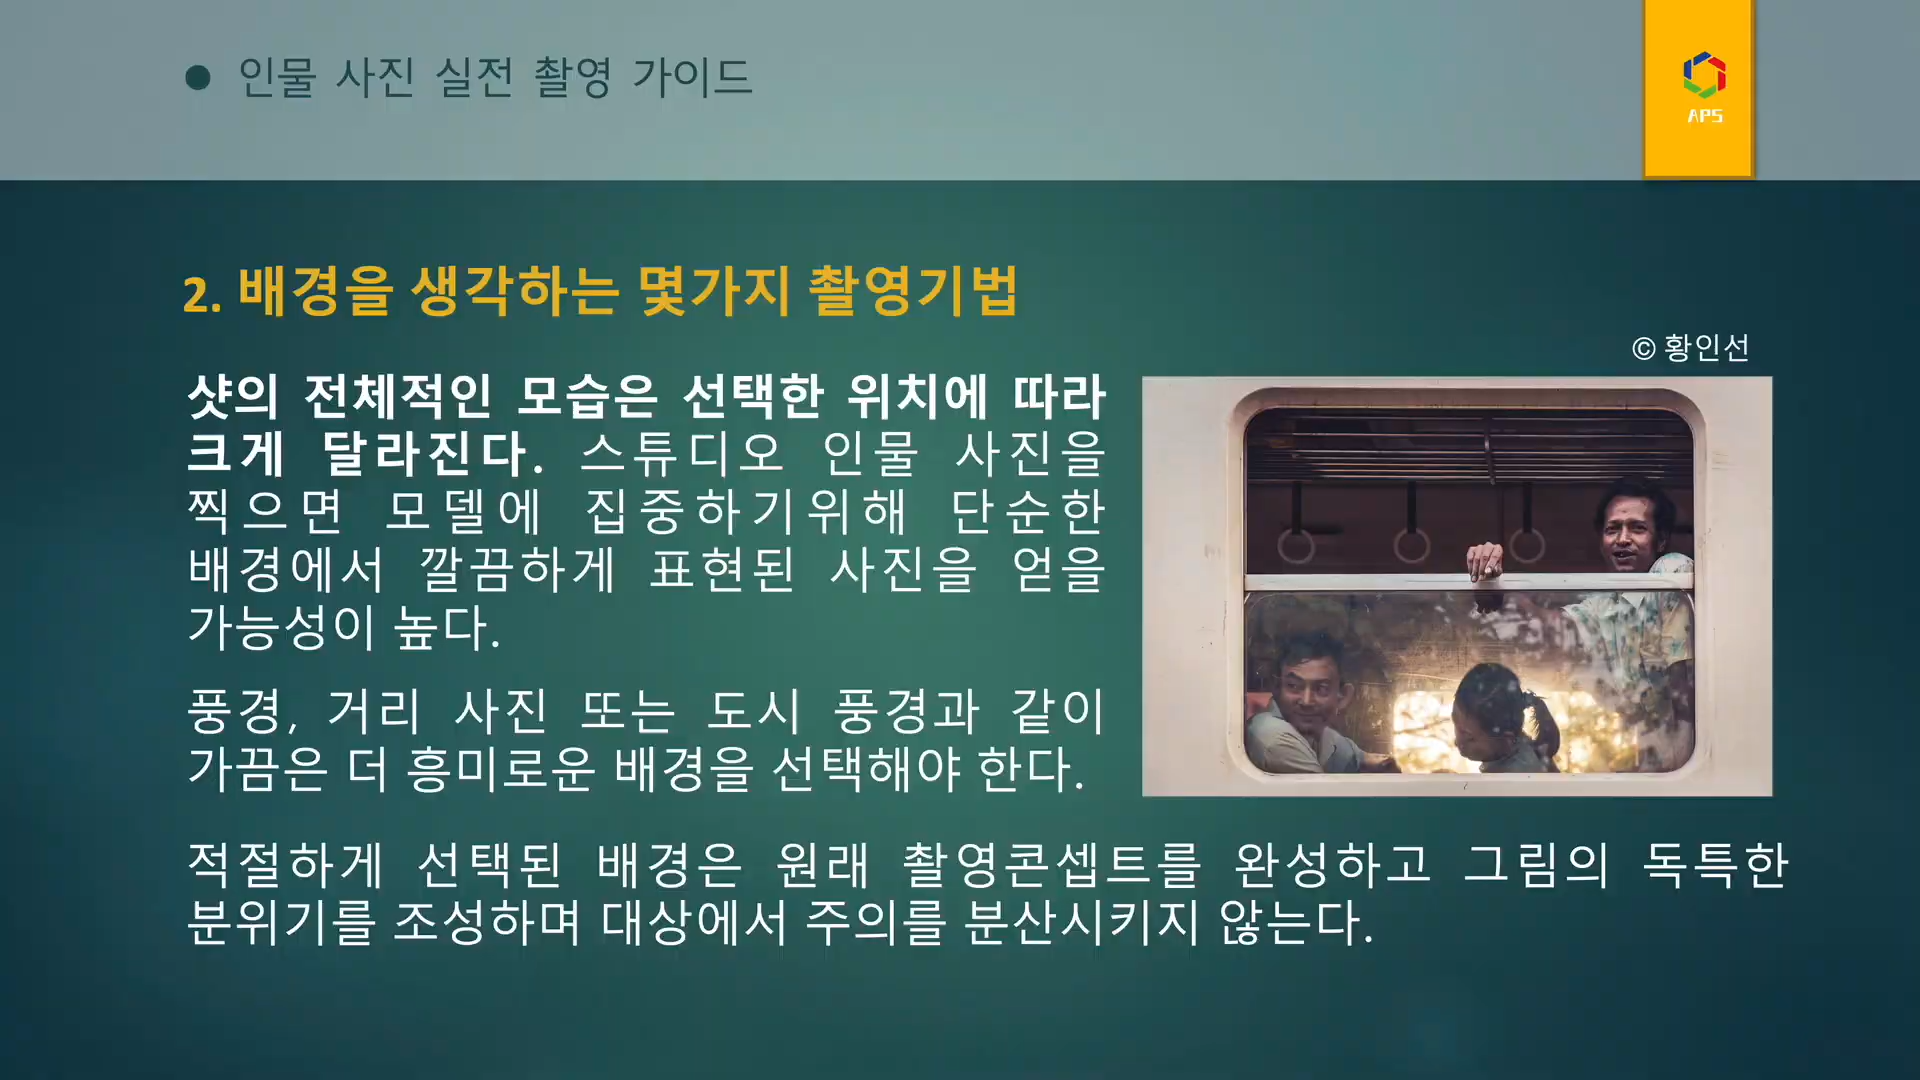 ● 인물 사진 실전 촬영 가이드
APS
2. 배경을 생각하는 몇가지 촬영기법
© 황인선
샷의 전체적인 모습은 선택한 위치에 따라
크게 달라진다. 스튜디오 인물 사진을
찍으면 모델에 집중하기위해 단순한
배경에서 깔끔하게 표현된 사진을 얻을
가능성이 높다.
풍경, 거리 사진 또는 도시 풍경과 같이
가끔은 더 흥미로운 배경을 선택해야 한다.
적절하게 선택된 배경은 원래 촬영콘셉트를 완성하고 그림의 독특한
분위기를 조성하며 대상에서 주의를 분산시키지 않는다.